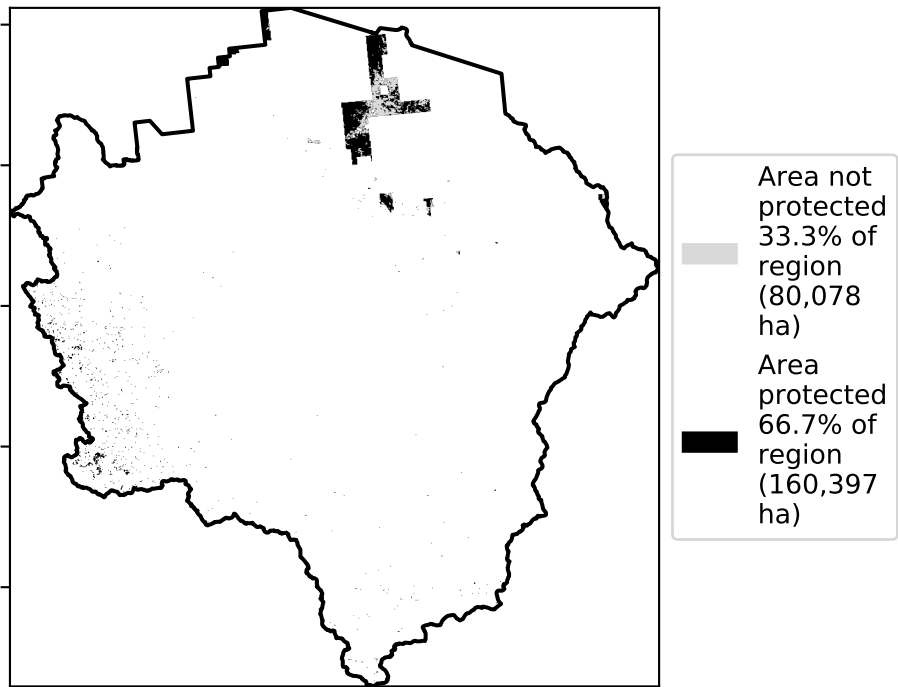 Area not
protected
33.3% of
region
(80,078
ha)
Area
protected
66.7% of
region
(160,397
ha)